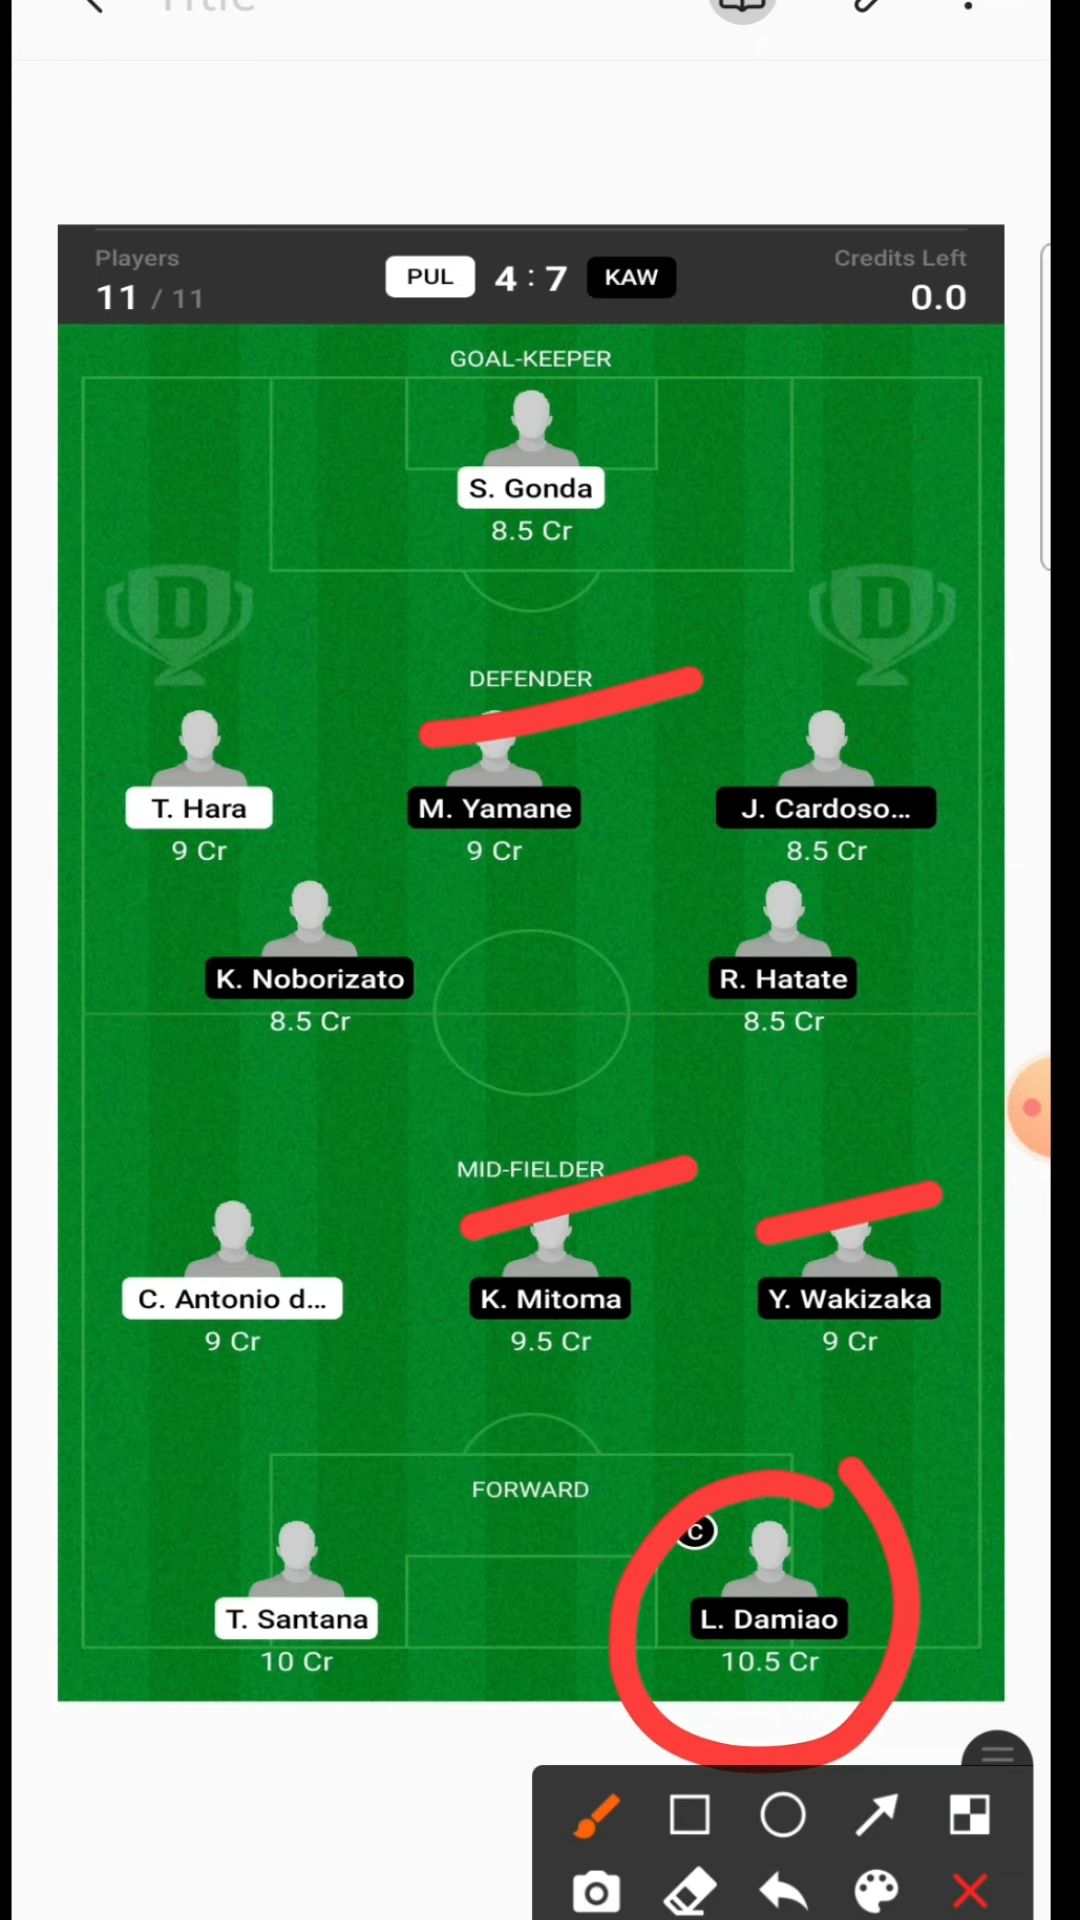 Title
Players
11 / 11
PUL 4 : 7 KAW
Credits Left
0.0
GOAL-KEEPER
S. Gonda
8.5 Cr
D D
DEFENDER
T. Hara
9 Cr
M. Yamane
9 Cr
J. Cardoso...
8.5 Cr
K. Noborizato
8.5 Cr
R. Hatate
8.5 Cr
MID-FIELDER
C. Antonio d...
9 Cr
K. Mitoma
9.5 Cr
Y. Wakizaka
9 Cr
FORWARD
T. Santana
10 Cr
C
L. Damiao
10.5 Cr